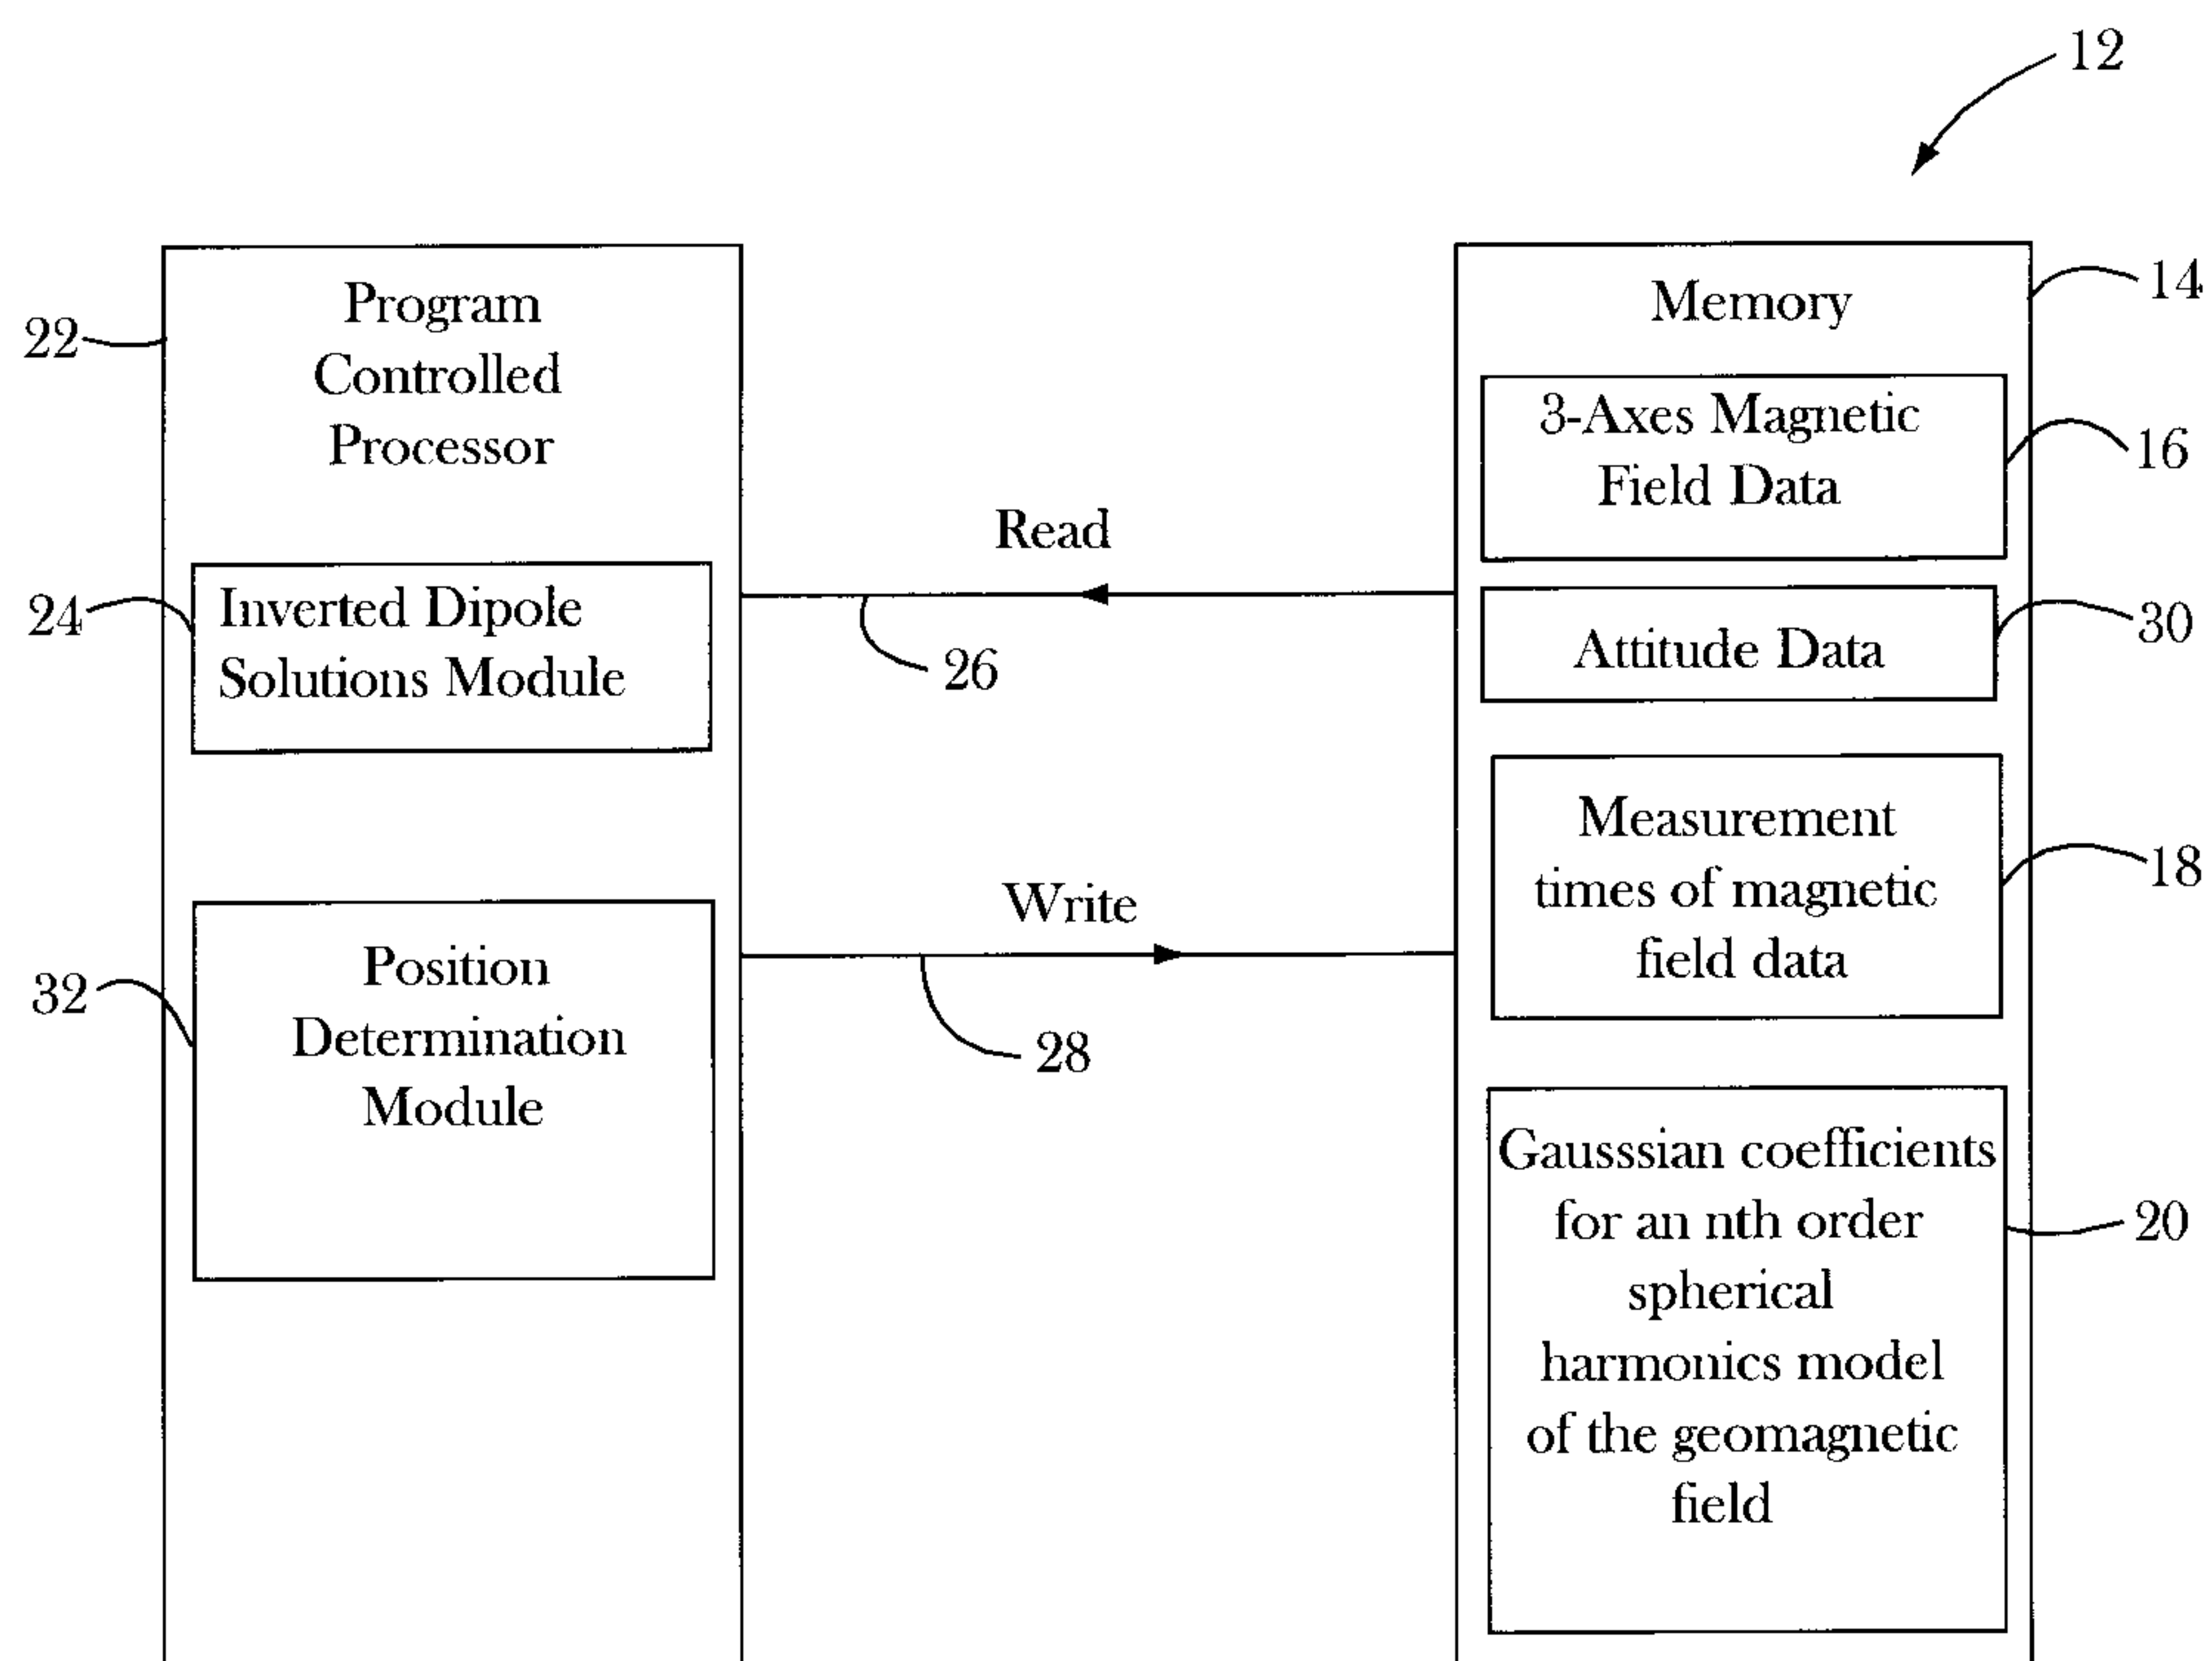 12
Program
Controlled
Processor
22
Inverted Dipole
Solutions Module
24
Position
Determination
Module
32
Read
26
Write
28
Memory
14
3-Axes Magnetic
Field Data
16
Attitude Data
30
Measurement
times of magnetic
field data
18
Gausssian coefficients
for an nth order
spherical
harmonics model
of the geomagnetic
field
20